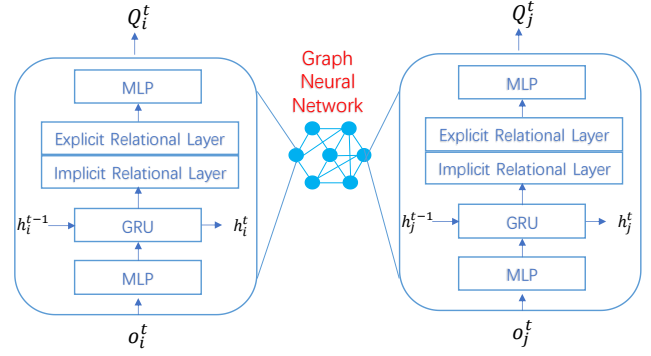 Q_i^t
MLP
Explicit Relational Layer
Implicit Relational Layer
h_i^{t-1}
GRU
h_i^t
MLP
o_i^t
Graph
Neural
Network
Q_j^t
MLP
Explicit Relational Layer
Implicit Relational Layer
h_j^{t-1}
GRU
h_j^t
MLP
o_j^t